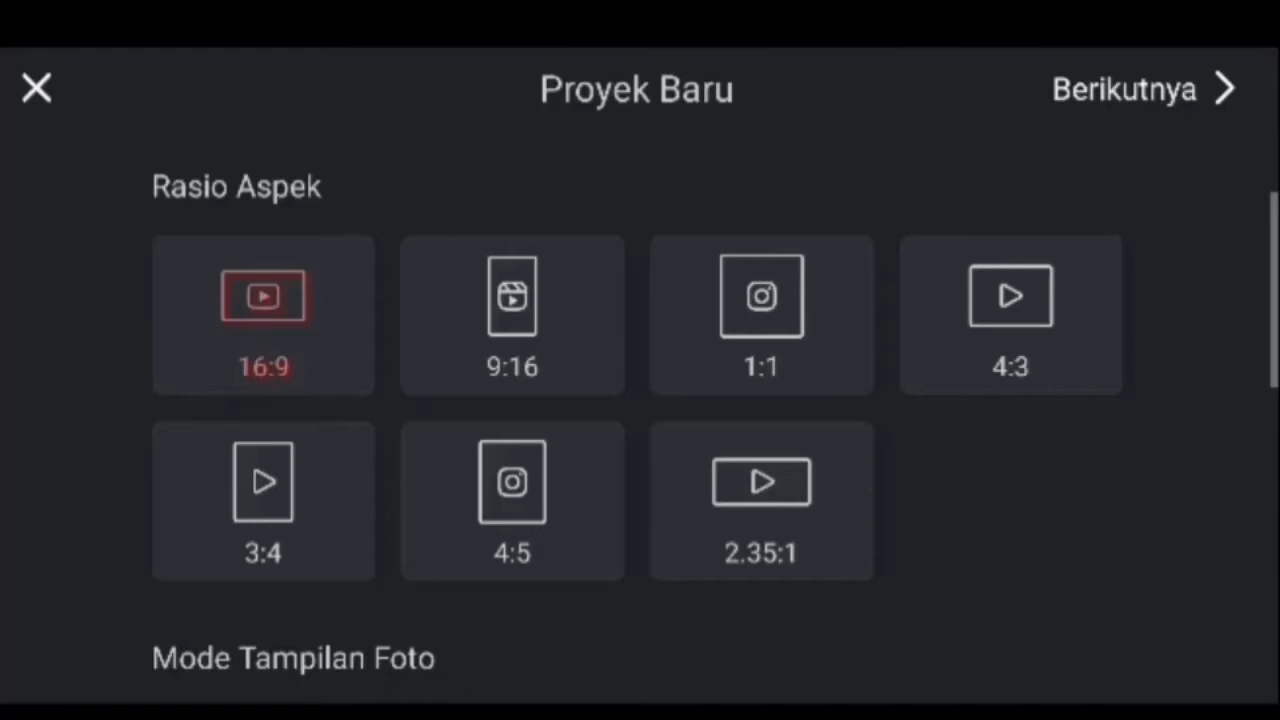 Proyek Baru
Berikutnya
Rasio Aspek
16:9
9:16
1:1
4:3
3:4
4:5
2.35:1
Mode Tampilan Foto